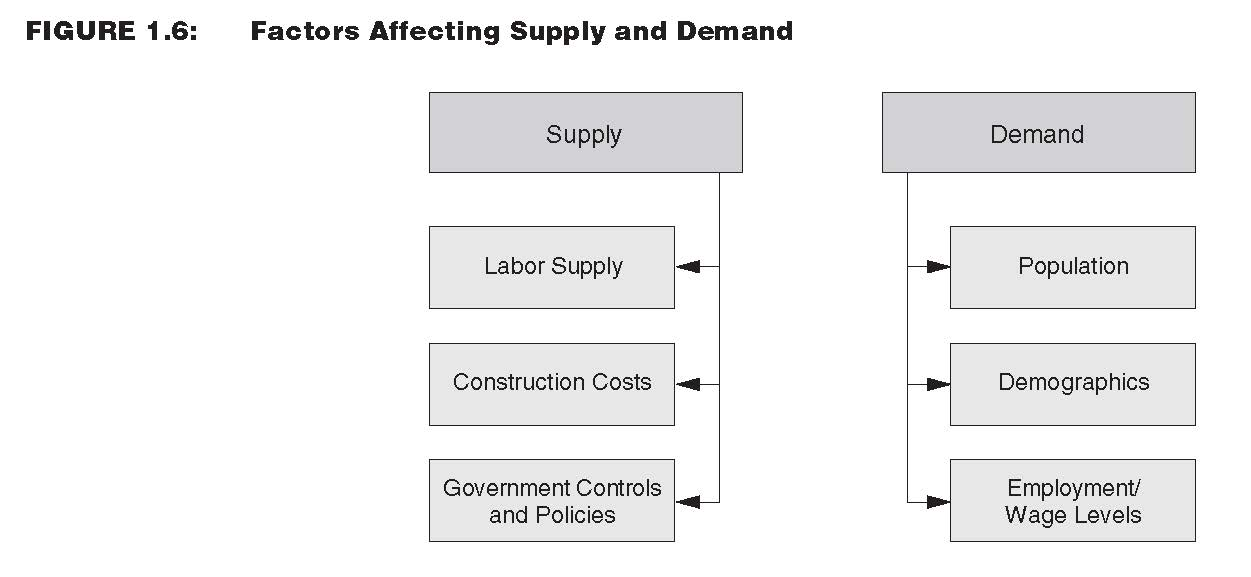 FIGURE 1.6: Factors Affecting Supply and Demand
Supply
Demand
Labor Supply
Population
Construction Costs
Demographics
Government Controls
and Policies
Employment/
Wage Levels